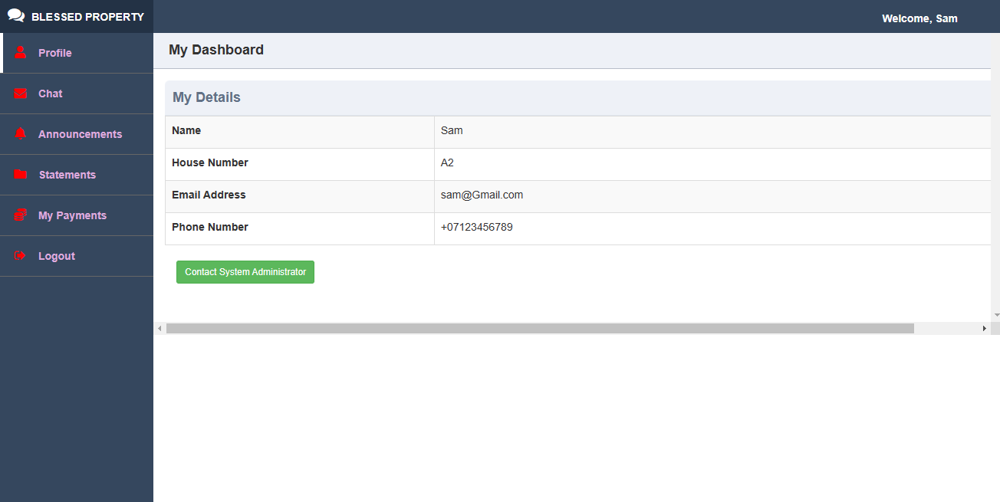 BLESSED PROPERTY
Welcome, Sam
Profile
Chat
Announcements
Statements
My Payments
Logout
My Dashboard
My Details
Name Sam
House Number A2
Email Address sam@Gmail.com
Phone Number +07123456789
Contact System Administrator